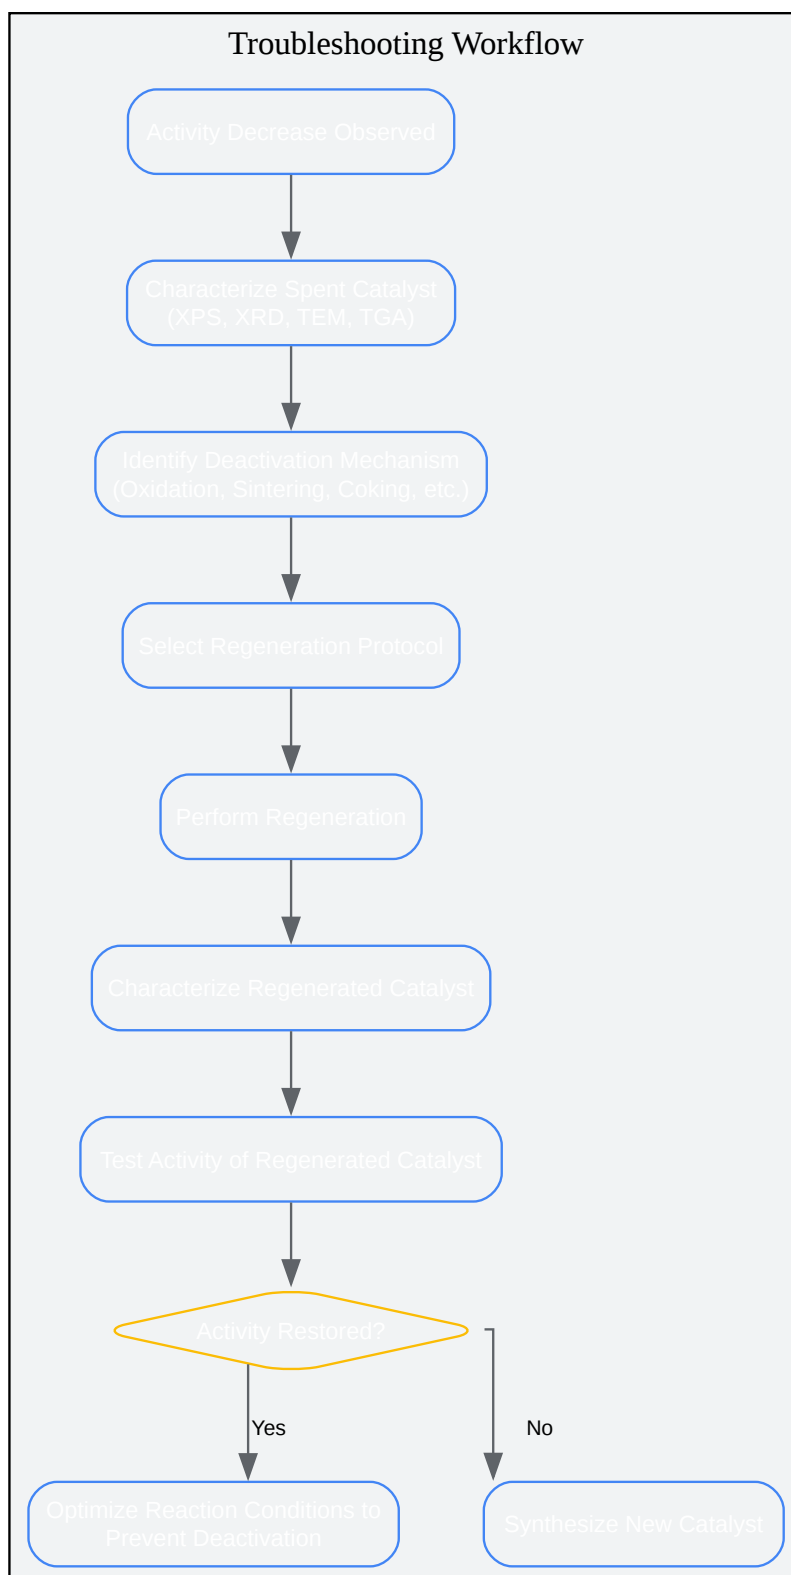 Troubleshooting Workflow
Activity Decrease Observed
Characterize Spent Catalyst
(XPS, XRD, TEM, TGA)
Identify Deactivation Mechanism
(Oxidation, Sintering, Coking, etc.)
Select Regeneration Protocol
Perform Regeneration
Characterize Regenerated Catalyst
Test Activity of Regenerated Catalyst
Activity Restored?
Yes
No
Optimize Reaction Conditions to
Prevent Deactivation
Synthesize New Catalyst